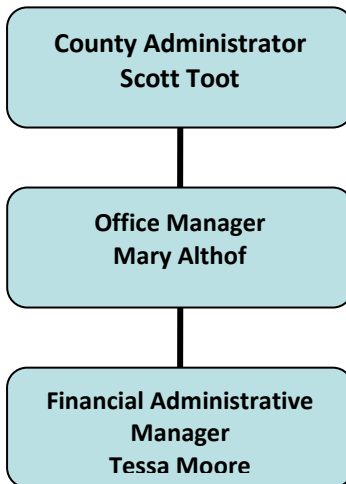 County Administrator
Scott Toot
Office Manager
Mary Althof
Financial Administrative
Manager
Tessa Moore